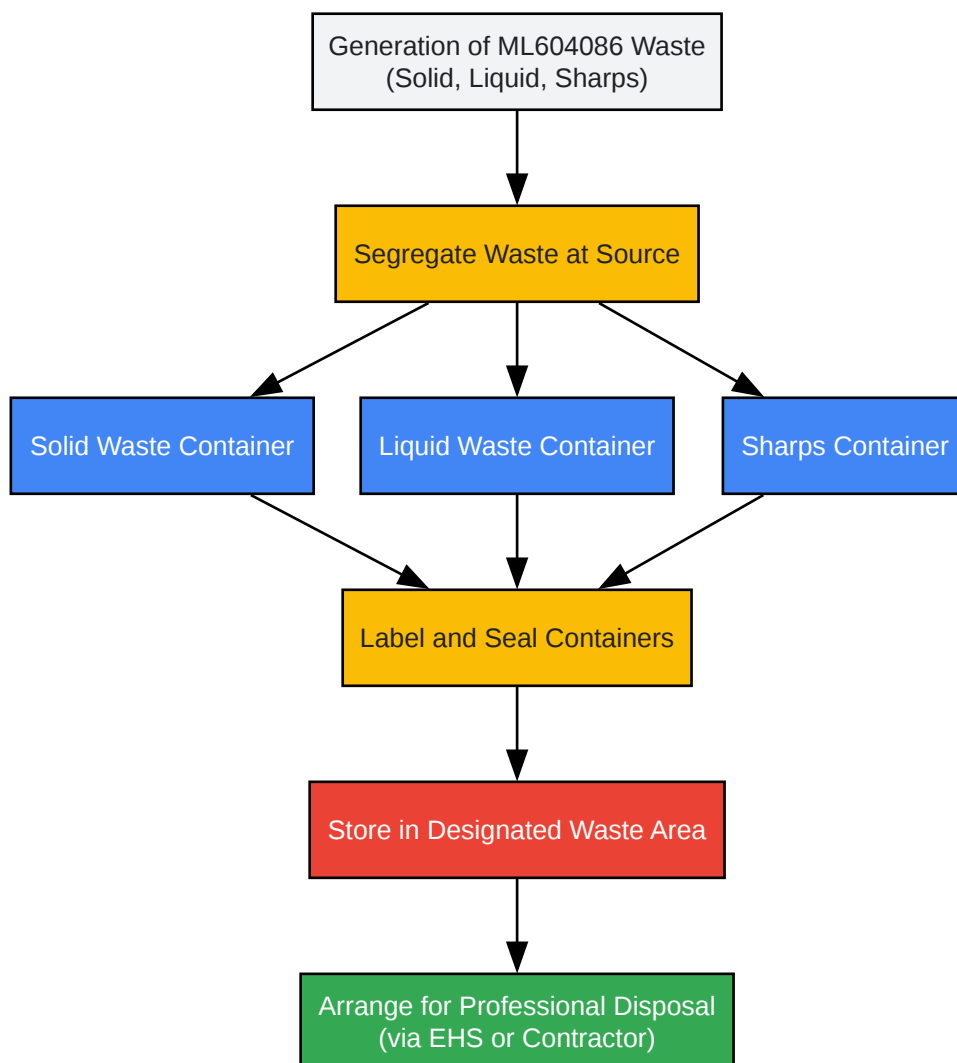 Generation of ML604086 Waste
(Solid, Liquid, Sharps)
Segregate Waste at Source
Solid Waste Container
Liquid Waste Container
Sharps Container
Label and Seal Containers
Store in Designated Waste Area
Arrange for Professional Disposal
(via EHS or Contractor)